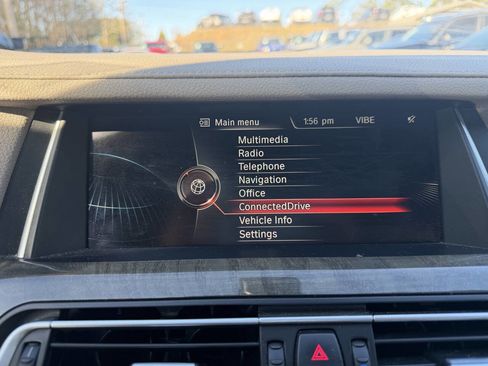 Main menu 1:56 pm VIBE
Multimedia
Radio
Telephone
Navigation
Office
ConnectedDrive
Vehicle Info
Settings